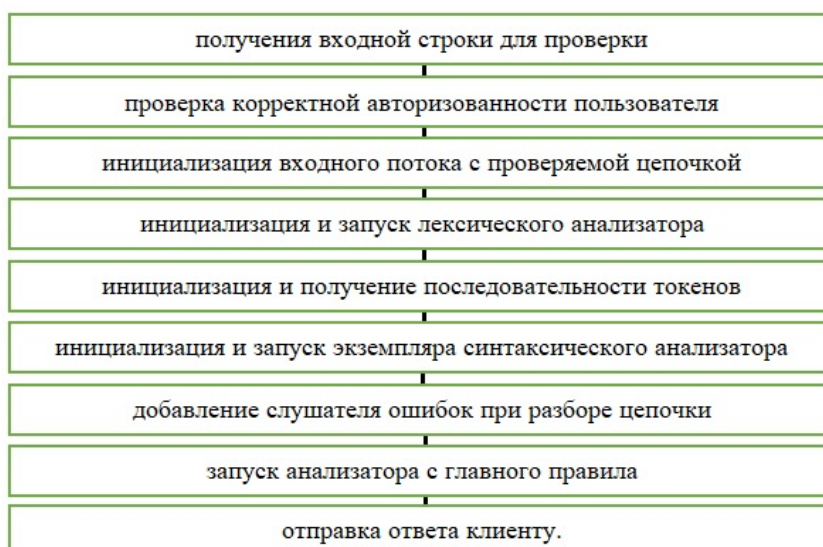 получения входной строки для проверки
проверка корректной авторизованности пользователя
инициализация входного потока с проверяемой цепочкой
инициализация и запуск лексического анализатора
инициализация и получение последовательности токенов
инициализация и запуск экземпляра синтаксического анализатора
добавление слушателя ошибок при разборе цепочки
запуск анализатора с главного правила
отправка ответа клиенту.